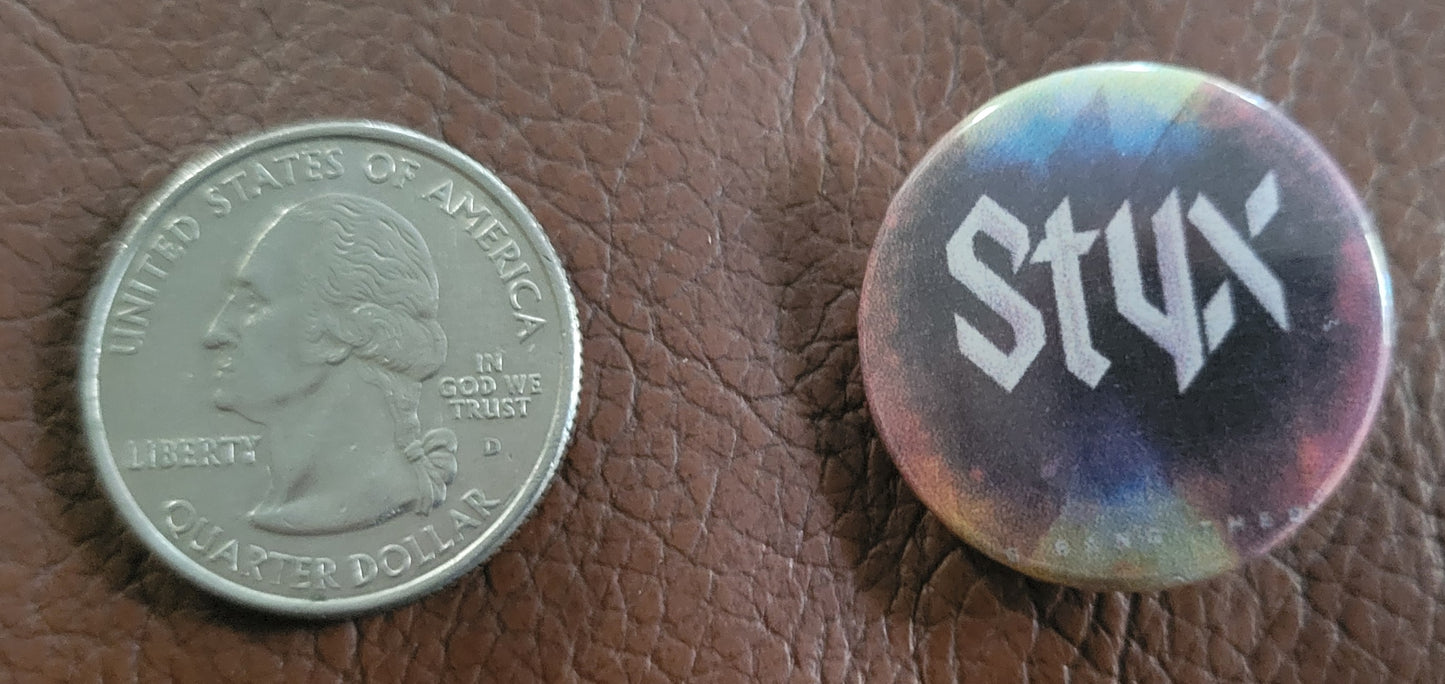 UNITED STATES OF AMERICA
LIBERTY
IN
GOD WE
TRUST
D
QUARTER DOLLAR
Styx